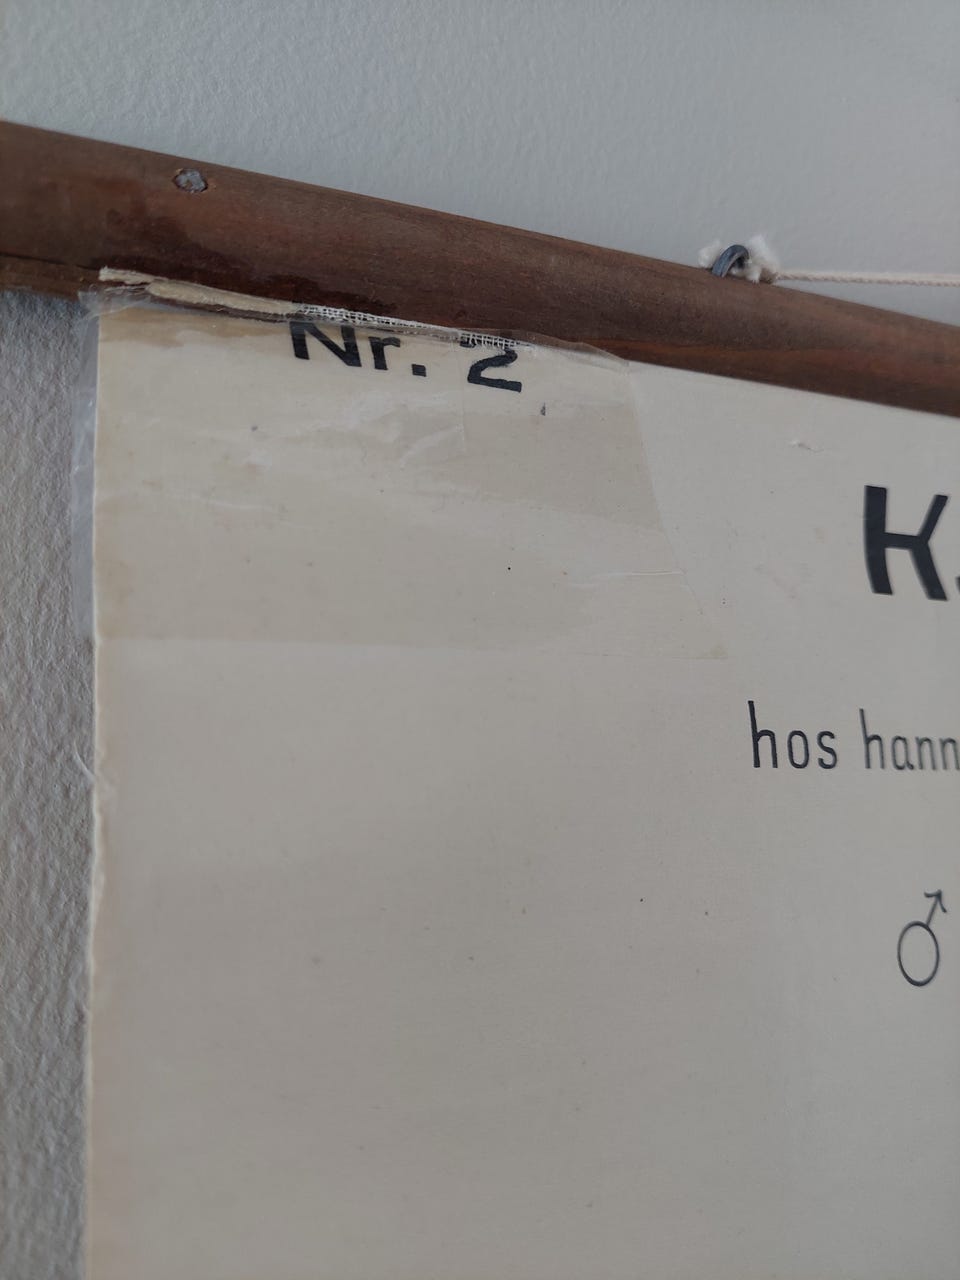 Nr. 2
K
hos hann
♂